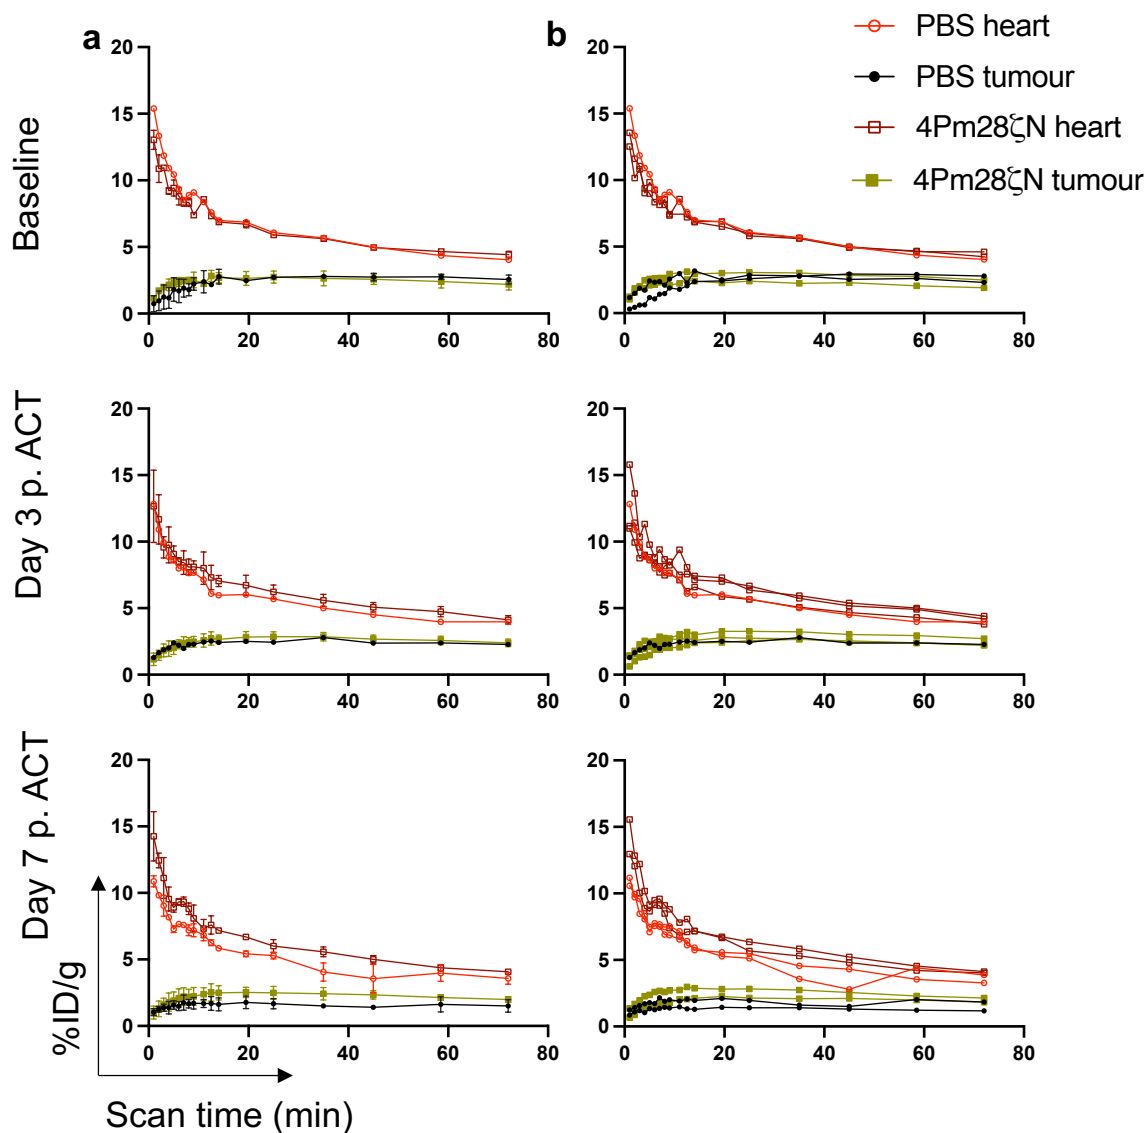 a
b
PBS heart
PBS tumour
4Pm28ζN heart
4Pm28ζN tumour
Baseline
20
15
10
5
0
0 20 40 60 80
20
15
10
5
0
0 20 40 60 80
Day 3 p. ACT
20
15
10
5
0
0 20 40 60 80
20
15
10
5
0
0 20 40 60 80
Day 7 p. ACT
20
15
10
5
0
0 20 40 60 80
20
15
10
5
0
0 20 40 60 80
%ID/g
Scan time (min)